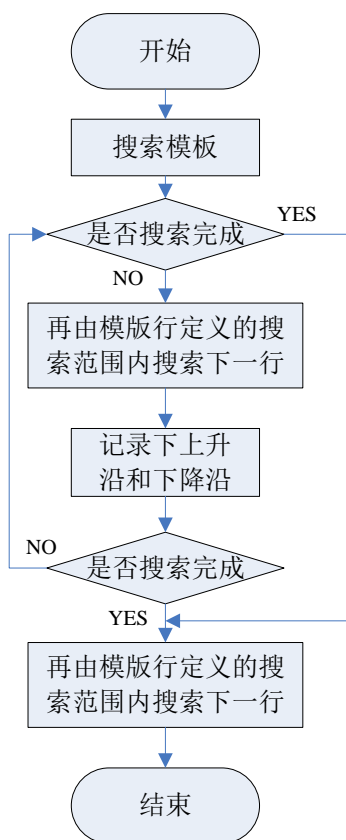 开始
搜索模板
是否搜索完成
YES
NO
再由模版行定义的搜
索范围内搜索下一行
记录下上升
沿和下降沿
NO
是否搜索完成
YES
再由模版行定义的搜
索范围内搜索下一行
结束